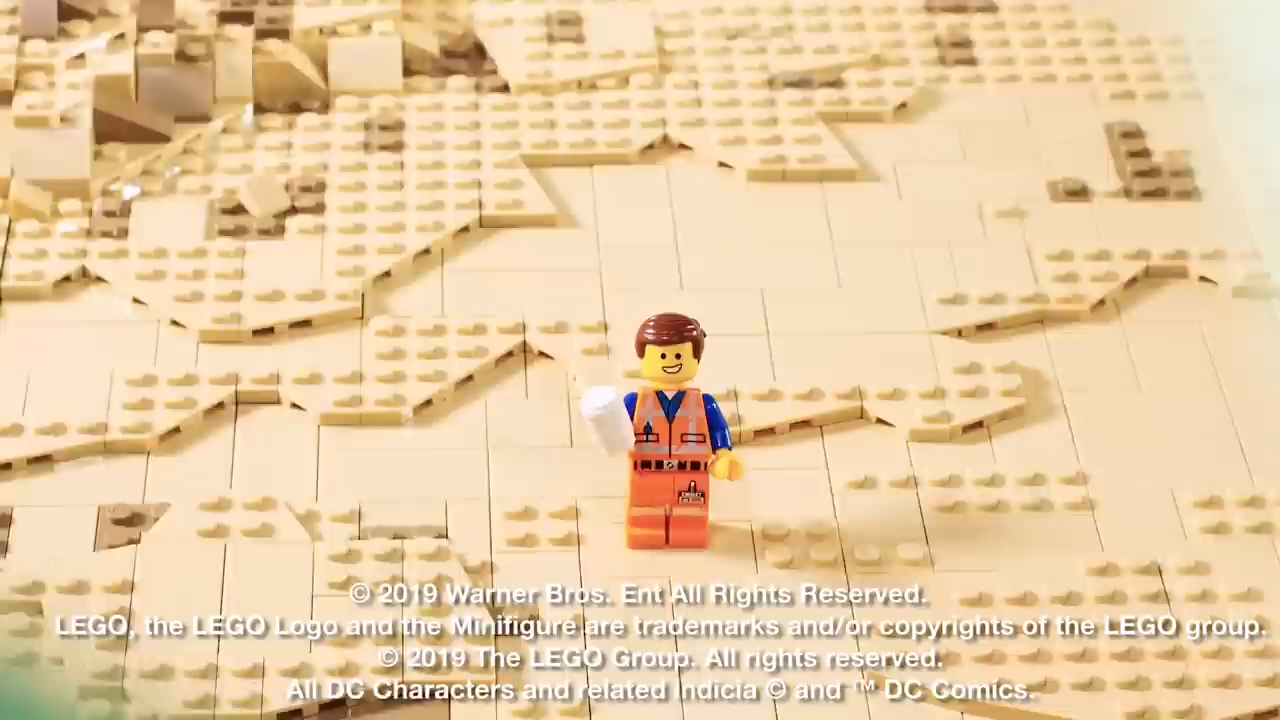 © 2019 Warner Bros. Ent All Rights Reserved.
LEGO, the LEGO Logo and the Minifigure are trademarks and/or copyrights of the LEGO group.
© 2019 The LEGO Group. All rights reserved.
All DC Characters and related indicia © and ™ DC Comics.
EMMET